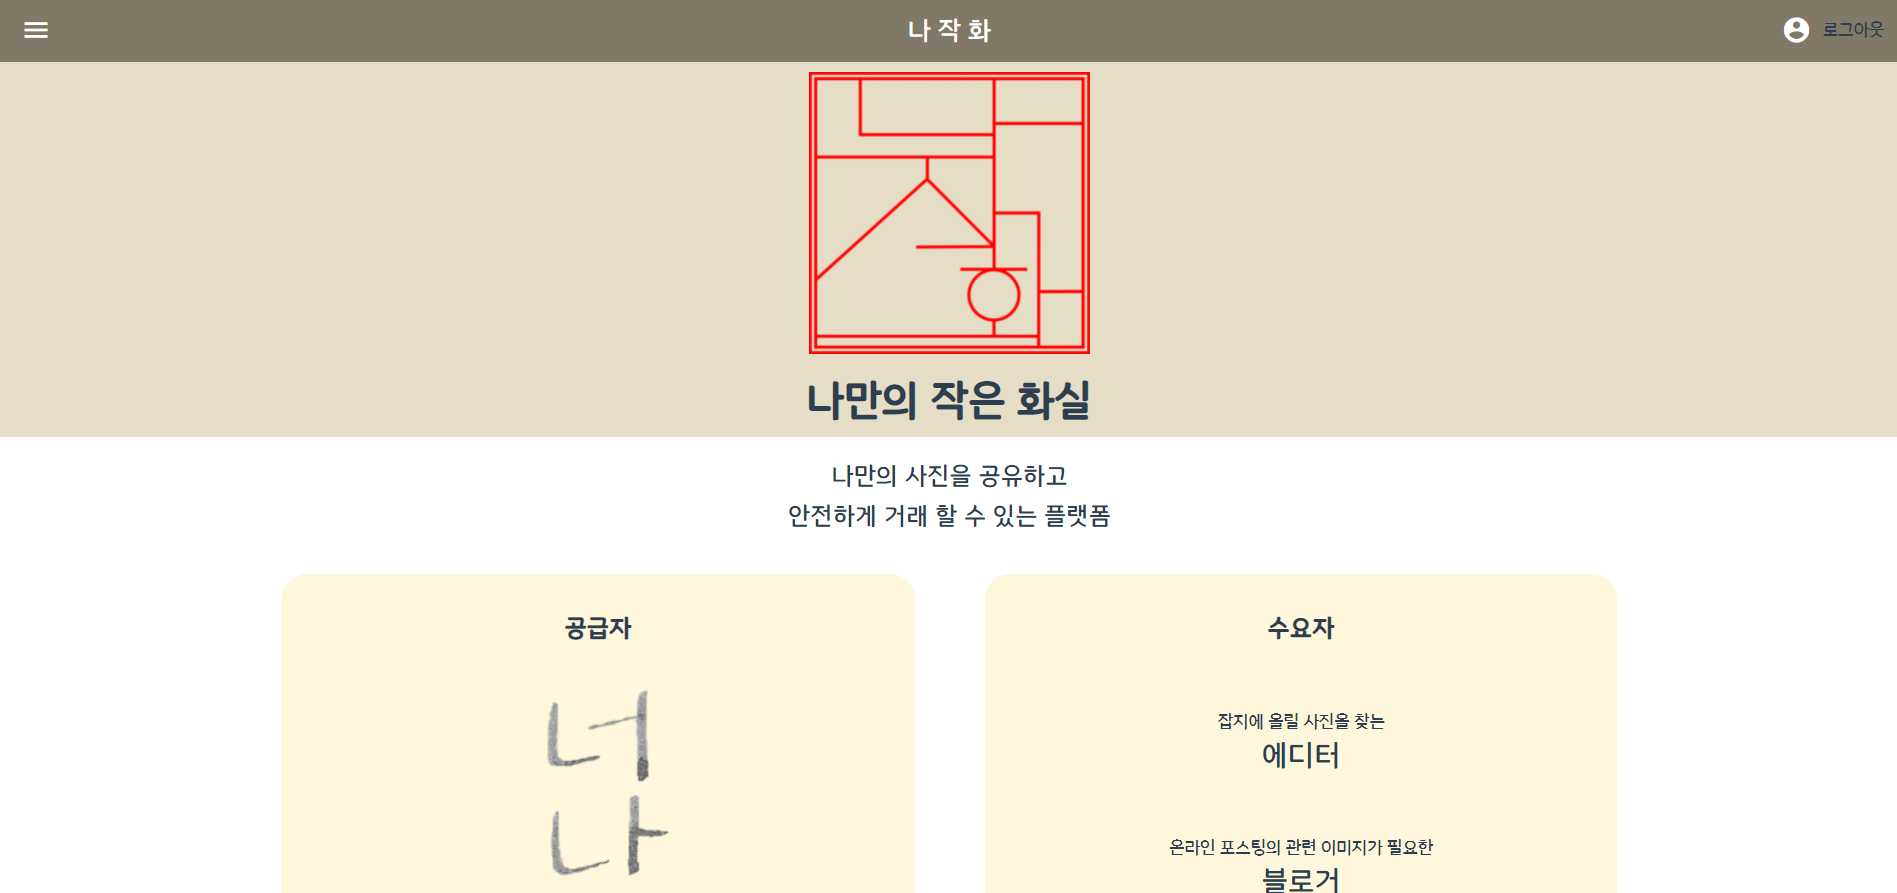 나 작 화
로그아웃
나만의 작은 화실
나만의 사진을 공유하고
안전하게 거래 할 수 있는 플랫폼
공급자
너
나
수요자
잡지에 올릴 사진을 찾는
에디터
온라인 포스팅의 관련 이미지가 필요한
블로거